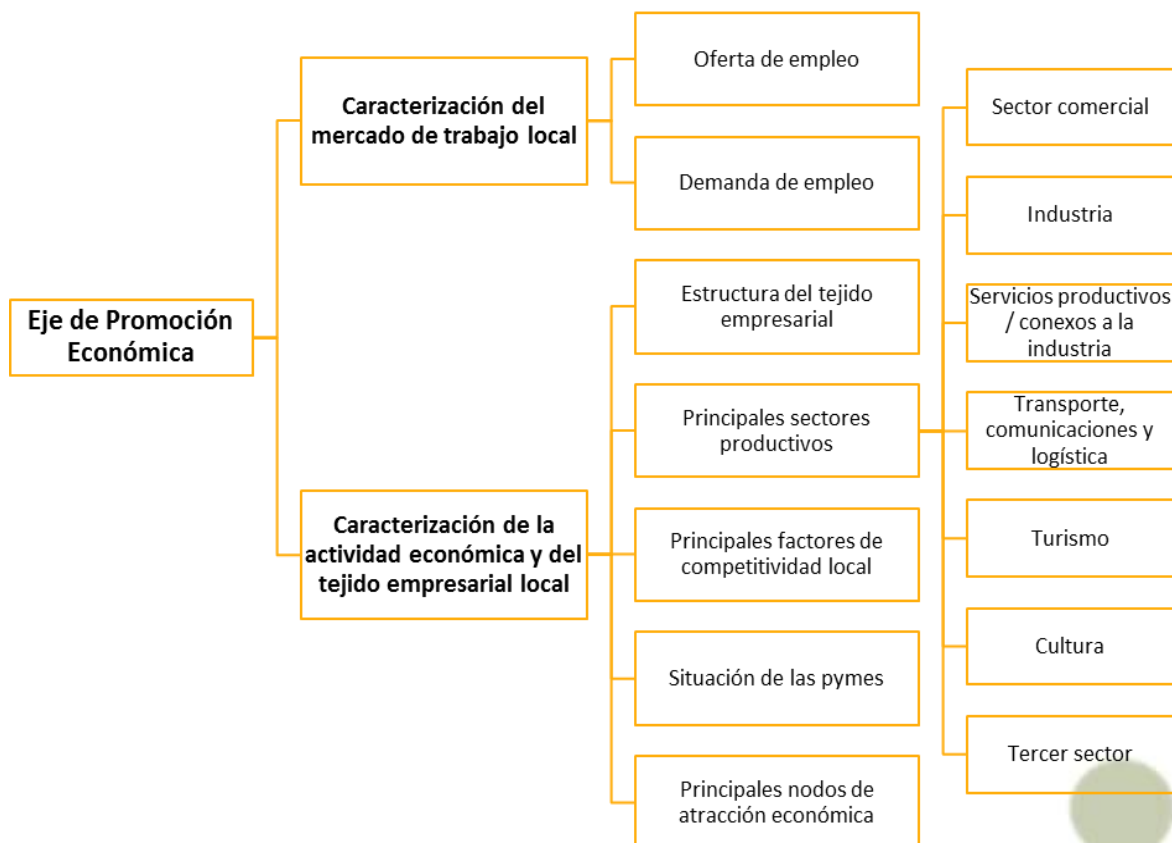 Eje de Promoción
Económica
Caracterización del
mercado de trabajo local
Oferta de empleo
Demanda de empleo
Caracterización de la
actividad económica y del
tejido empresarial local
Estructura del tejido
empresarial
Principales sectores
productivos
Sector comercial
Industria
Servicios productivos
/ conexos a la
industria
Transporte,
comunicaciones y
logística
Turismo
Cultura
Tercer sector
Principales factores de
competitividad local
Situación de las pymes
Principales nodos de
atracción económica